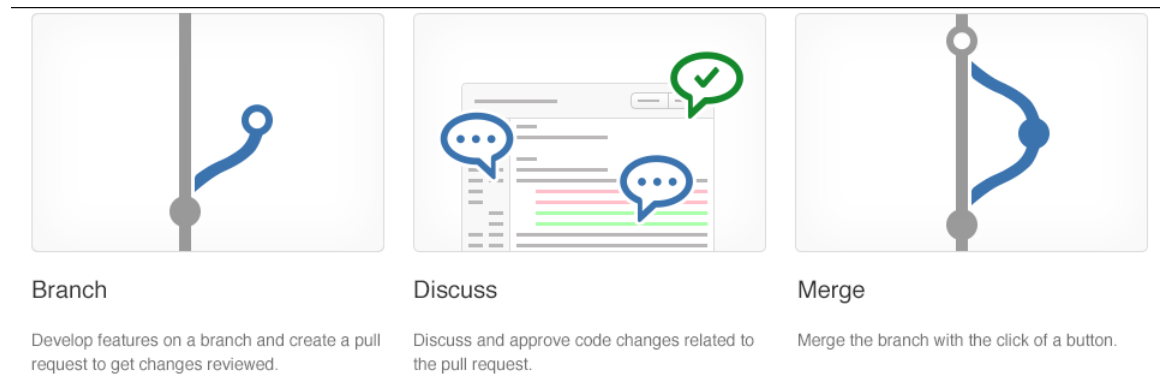 Branch
Develop features on a branch and create a pull
request to get changes reviewed.
Discuss
Discuss and approve code changes related to
the pull request.
Merge
Merge the branch with the click of a button.